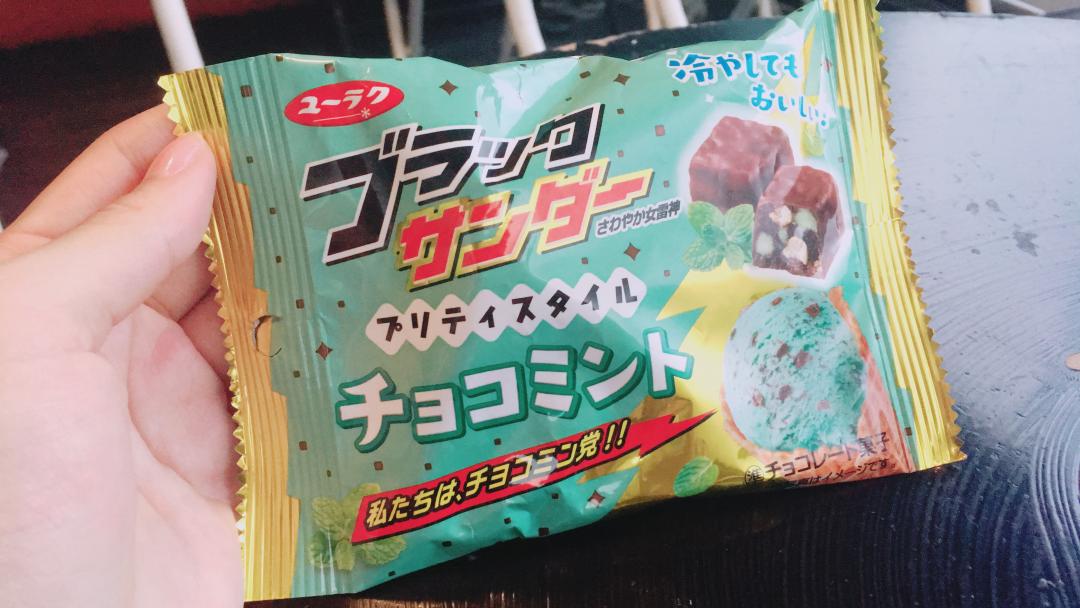 ユーラク
冷やしても
おいしい。
ブラック
サンダー
さわやか女雷神
プリティスタイル
チョコミント
私たちは、チョコミン党!!
準チョコレート菓子
はイメージです。